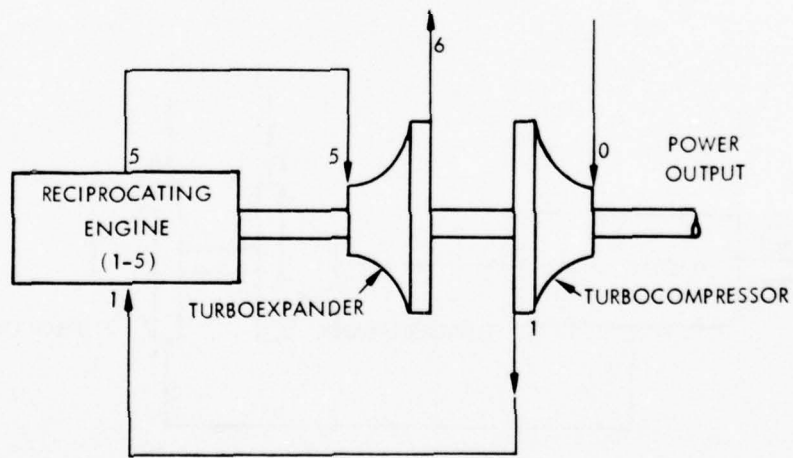 6
5
5
0
POWER
OUTPUT
RECIPROCATING
ENGINE
(1-5)
1
TURBOEXPANDER
TURBOCOMPRESSOR
1